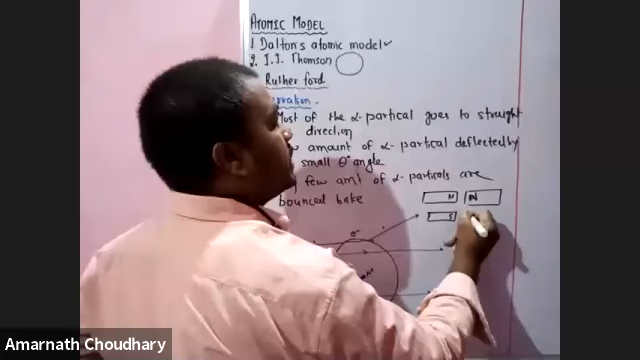 ATOMIC MODEL
1 Dalton's atomic model ✓
2. J.J. Thomson
Ruther ford
Most of the α-partical goes to straight
direction
amount of α-partical deflected by
small θ° angle
few amt of α-particals are
bounced bake
N N
S
θ°
Amarnath Choudhary